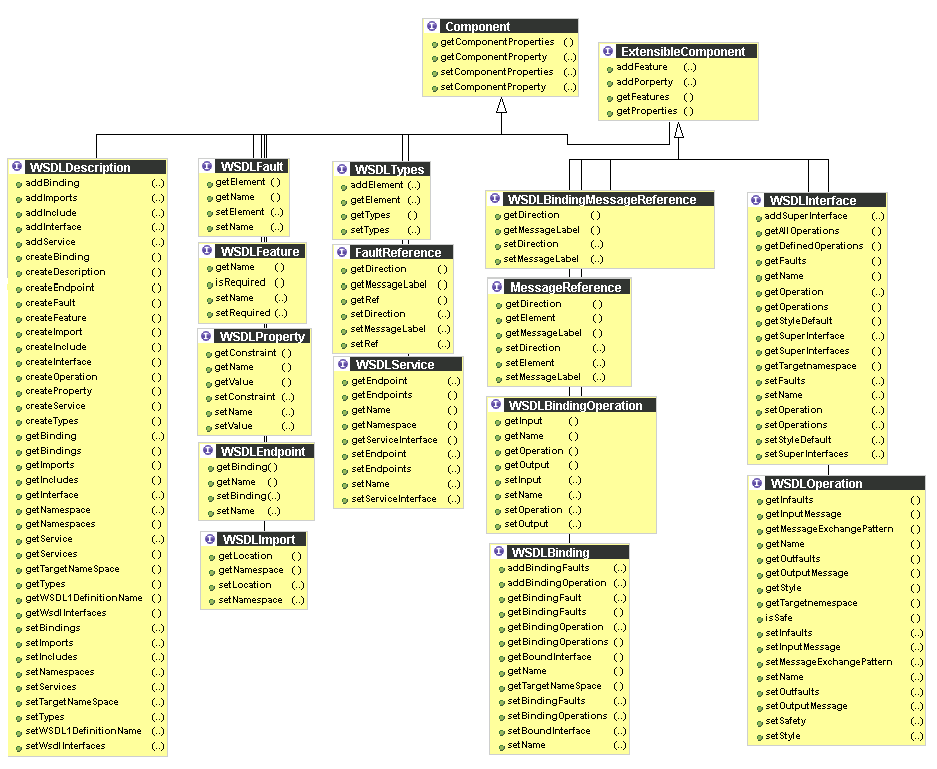 I Component
getComponentProperties ()
getComponentProperty (..)
setComponentProperties (..)
setComponentProperty (..)
I ExtensibleComponent
addFeature (..)
addPorperty (..)
getFeatures ()
getProperties ()
I WSDLDescription
addBinding (..)
addImports (..)
addInclude (..)
addInterface (..)
addService (..)
createBinding ()
createDescription ()
createEndpoint ()
createFault ()
createFeature ()
createImport ()
createInclude ()
createInterface ()
createOperation ()
createProperty ()
createService ()
createTypes ()
getBinding (..)
getBindings ()
getImports ()
getIncludes ()
getInterface (..)
getNamespace (..)
getNamespaces ()
getService (..)
getServices ()
getTargetNameSpace ()
getTypes ()
getWSDL1DefinitionName ()
getWsdlInterfaces ()
setBindings (..)
setImports (..)
setIncludes (..)
setNamespaces (..)
setServices (..)
setTargetNameSpace (..)
setTypes (..)
setWSDL1DefinitionName (..)
setWsdlInterfaces (..)
I WSDLFault
getElement ()
getName ()
setElement (..)
setName (..)
I WSDLFeature
getName ()
isRequired ()
setName (..)
setRequired (..)
I WSDLProperty
getConstraint ()
getName ()
getValue ()
setConstraint (..)
setName (..)
setValue (..)
I WSDLEndpoint
getBinding()
getName ()
setBinding(..)
setName (..)
I WSDLImport
getLocation ()
getNamespace ()
setLocation (..)
setNamespace (..)
I WSDLTypes
addElement (..)
getElement (..)
getTypes ()
setTypes (..)
I FaultReference
getDirection ()
getMessageLabel ()
getRef ()
setDirection (..)
setMessageLabel (..)
setRef (..)
I WSDLService
getEndpoint (..)
getEndpoints ()
getName ()
getNamespace ()
getServiceInterface ()
setEndpoint (..)
setEndpoints (..)
setName (..)
setServiceInterface (..)
I WSDLBindingMessageReference
getDirection ()
getMessageLabel ()
setDirection (..)
setMessageLabel (..)
I MessageReference
getDirection ()
getElement ()
getMessageLabel ()
setDirection (..)
setElement (..)
setMessageLabel (..)
I WSDLBindingOperation
getInput ()
getName ()
getOperation ()
getOutput ()
setInput (..)
setName (..)
setOperation (..)
setOutput (..)
I WSDLBinding
addBindingFaults (..)
addBindingOperation (..)
getBindingFault (..)
getBindingFaults ()
getBindingOperation (..)
getBindingOperations ()
getBoundInterface ()
getName ()
getTargetNameSpace ()
setBindingFaults (..)
setBindingOperations (..)
setBoundInterface (..)
setName (..)
I WSDLInterface
addSuperInterface (..)
getAllOperations ()
getDefinedOperations ()
getFaults ()
getName ()
getOperation (..)
getOperations ()
getStyleDefault ()
getSuperInterface (..)
getSuperInterfaces ()
getTargetnamespace ()
setFaults (..)
setName (..)
setOperation (..)
setOperations (..)
setStyleDefault (..)
setSuperInterfaces (..)
I WSDLOperation
getInfaults ()
getInputMessage ()
getMessageExchangePattern ()
getName ()
getOutfaults ()
getOutputMessage ()
getStyle ()
getTargetnemespace ()
isSafe ()
setInfaults (..)
setInputMessage (..)
setMessageExchangePattern (..)
setName (..)
setOutfaults (..)
setOutputMessage (..)
setSafety (..)
setStyle (..)